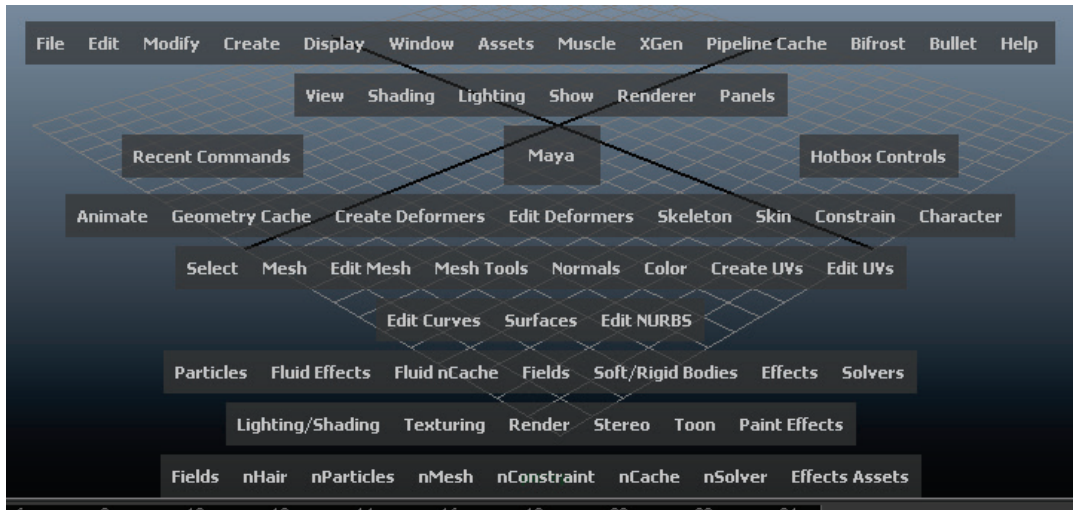 File Edit Modify Create Display Window Assets Muscle XGen Pipeline Cache Bifrost Bullet Help
View Shading Lighting Show Renderer Panels
Recent Commands Maya Hotbox Controls
Animate Geometry Cache Create Deformers Edit Deformers Skeleton Skin Constrain Character
Select Mesh Edit Mesh Mesh Tools Normals Color Create UVs Edit UVs
Edit Curves Surfaces Edit NURBS
Particles Fluid Effects Fluid nCache Fields Soft/Rigid Bodies Effects Solvers
Lighting/Shading Texturing Render Stereo Toon Paint Effects
Fields nHair nParticles nMesh nConstraint nCache nSolver Effects Assets